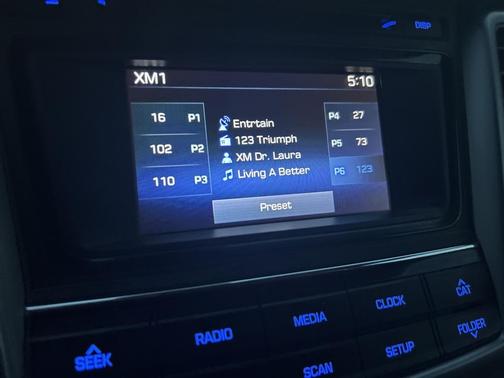 DISP
XM1 5:10
16 P1
102 P2
110 P3
Entrtain
123 Triumph
XM Dr. Laura
Living A Better
P4 27
P5 73
P6 123
Preset
SEEK
RADIO
MEDIA
CLOCK
CAT
SCAN
SETUP
FOLDER